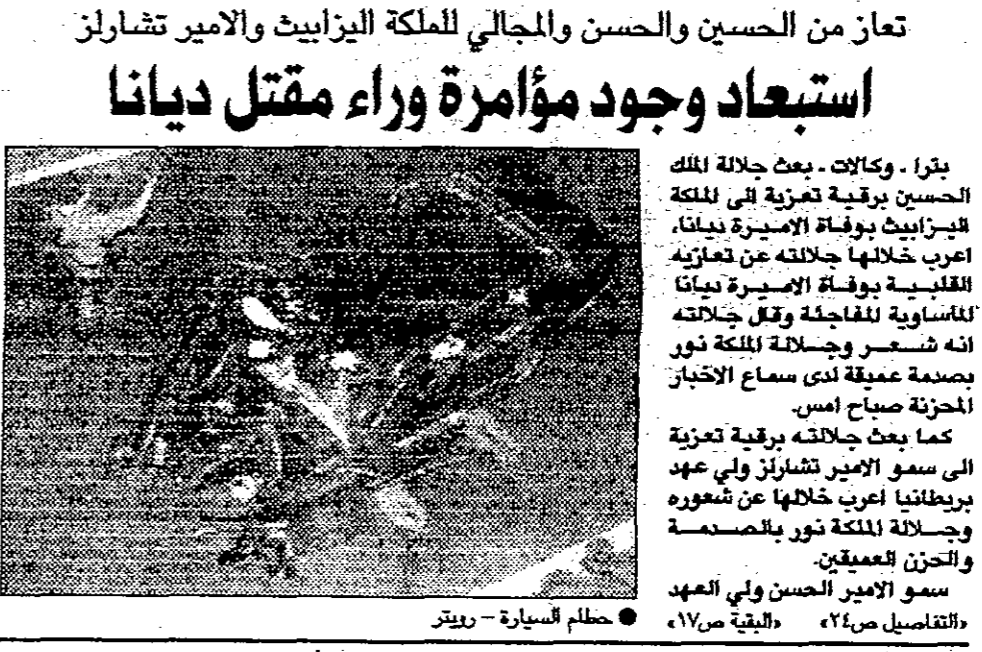 تعاز من الحسين والحسن والمجالي للملكة اليزابيث والامير تشارلز
استبعاد وجود مؤامرة وراء مقتل ديانا
بترا . وكالات . بعث جلالة الملك
الحسين برقية تعزية الى الملكة
اليزابيث بوفاة الاميرة ديانا،
اعرب خلالها جلالته عن تعازيه
القلبية بوفاة الاميرة ديانا
المأساوية المفاجئة وقال جلالته
انه شعر وجلالة الملكة نور
بصدمة عميقة لدى سماع الاخبار
المحزنة صباح امس.
كما بعث جلالته برقية تعزية
الى سمو الامير تشارلز ولي عهد
بريطانيا اعرب خلالها عن شعوره
وجلالة الملكة نور بالصدمة
والحزن العميقين.
سمو الامير الحسن ولي العهد
«التفاصيل ص٢٤» «البقية ص١٧»
● حطام السيارة – رويتر